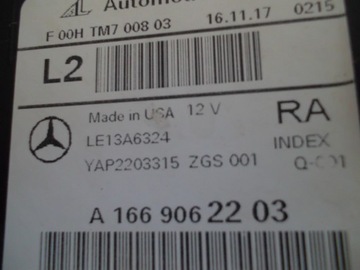 F 00H TM7 008 03 16.11.17 0215
L2
Made in USA 12 V RA
LE13A6324 INDEX
YAP2203315 ZGS 001
A 166 906 22 03